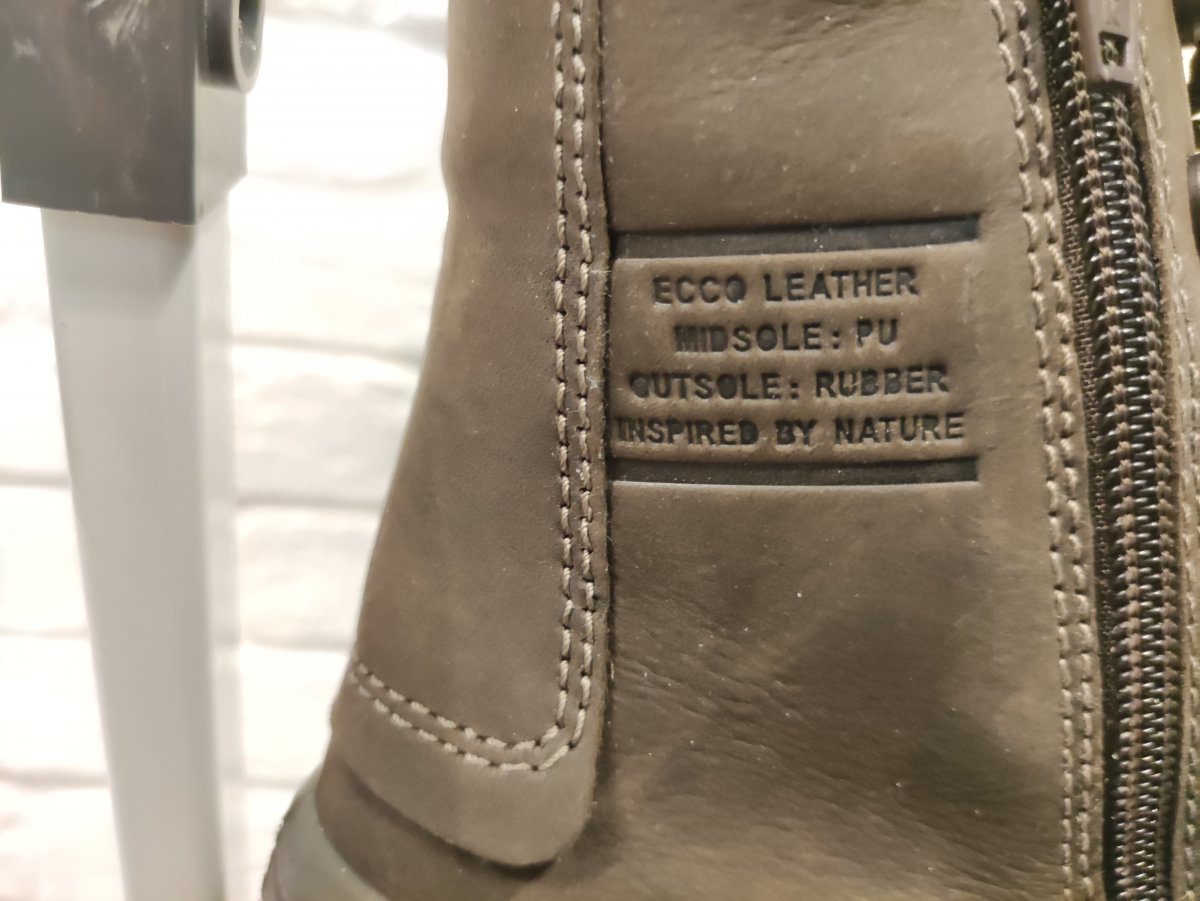 ECCO LEATHER
MIDSOLE: PU
OUTSOLE: RUBBER
INSPIRED BY NATURE